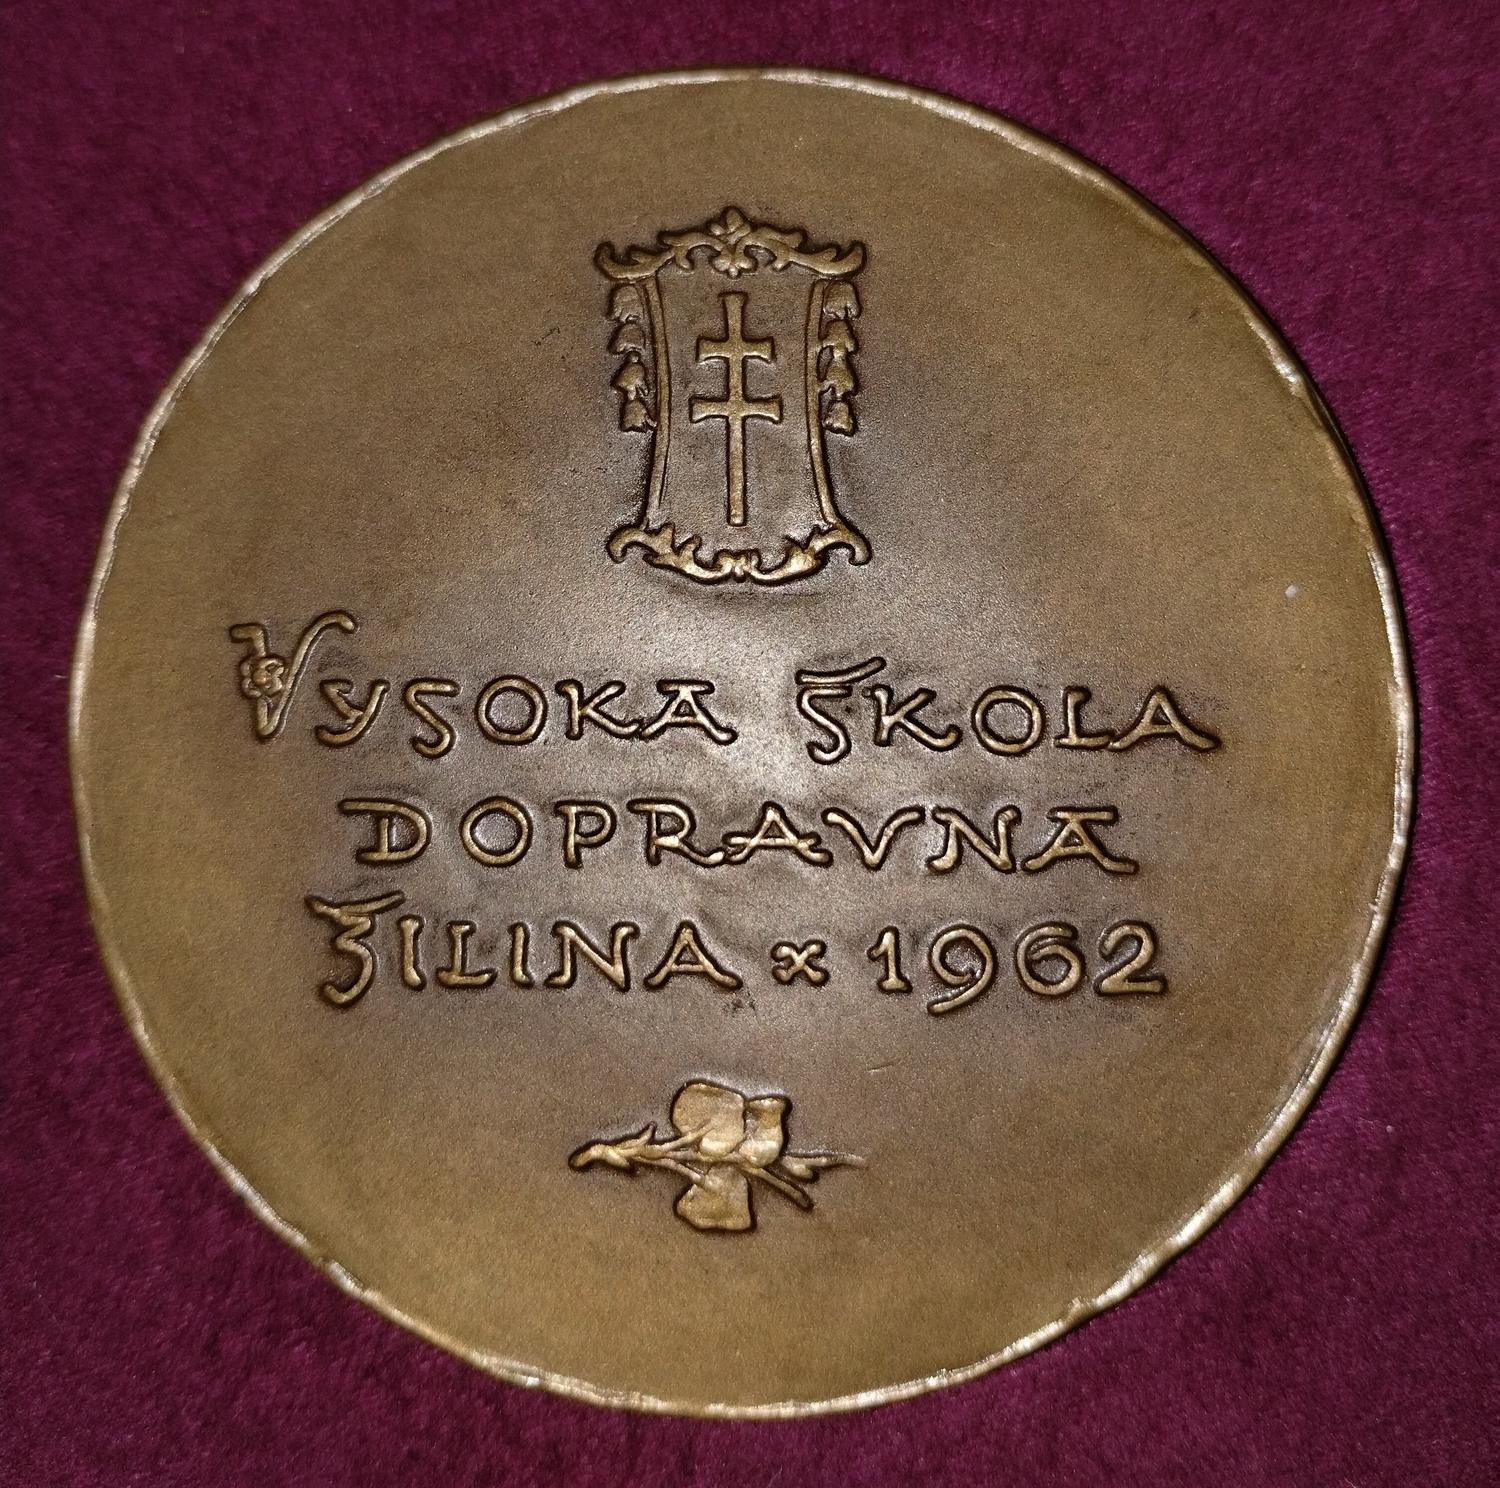 VYSOKA ŠKOLA
DOPRAVNA
ŽILINA x 1962